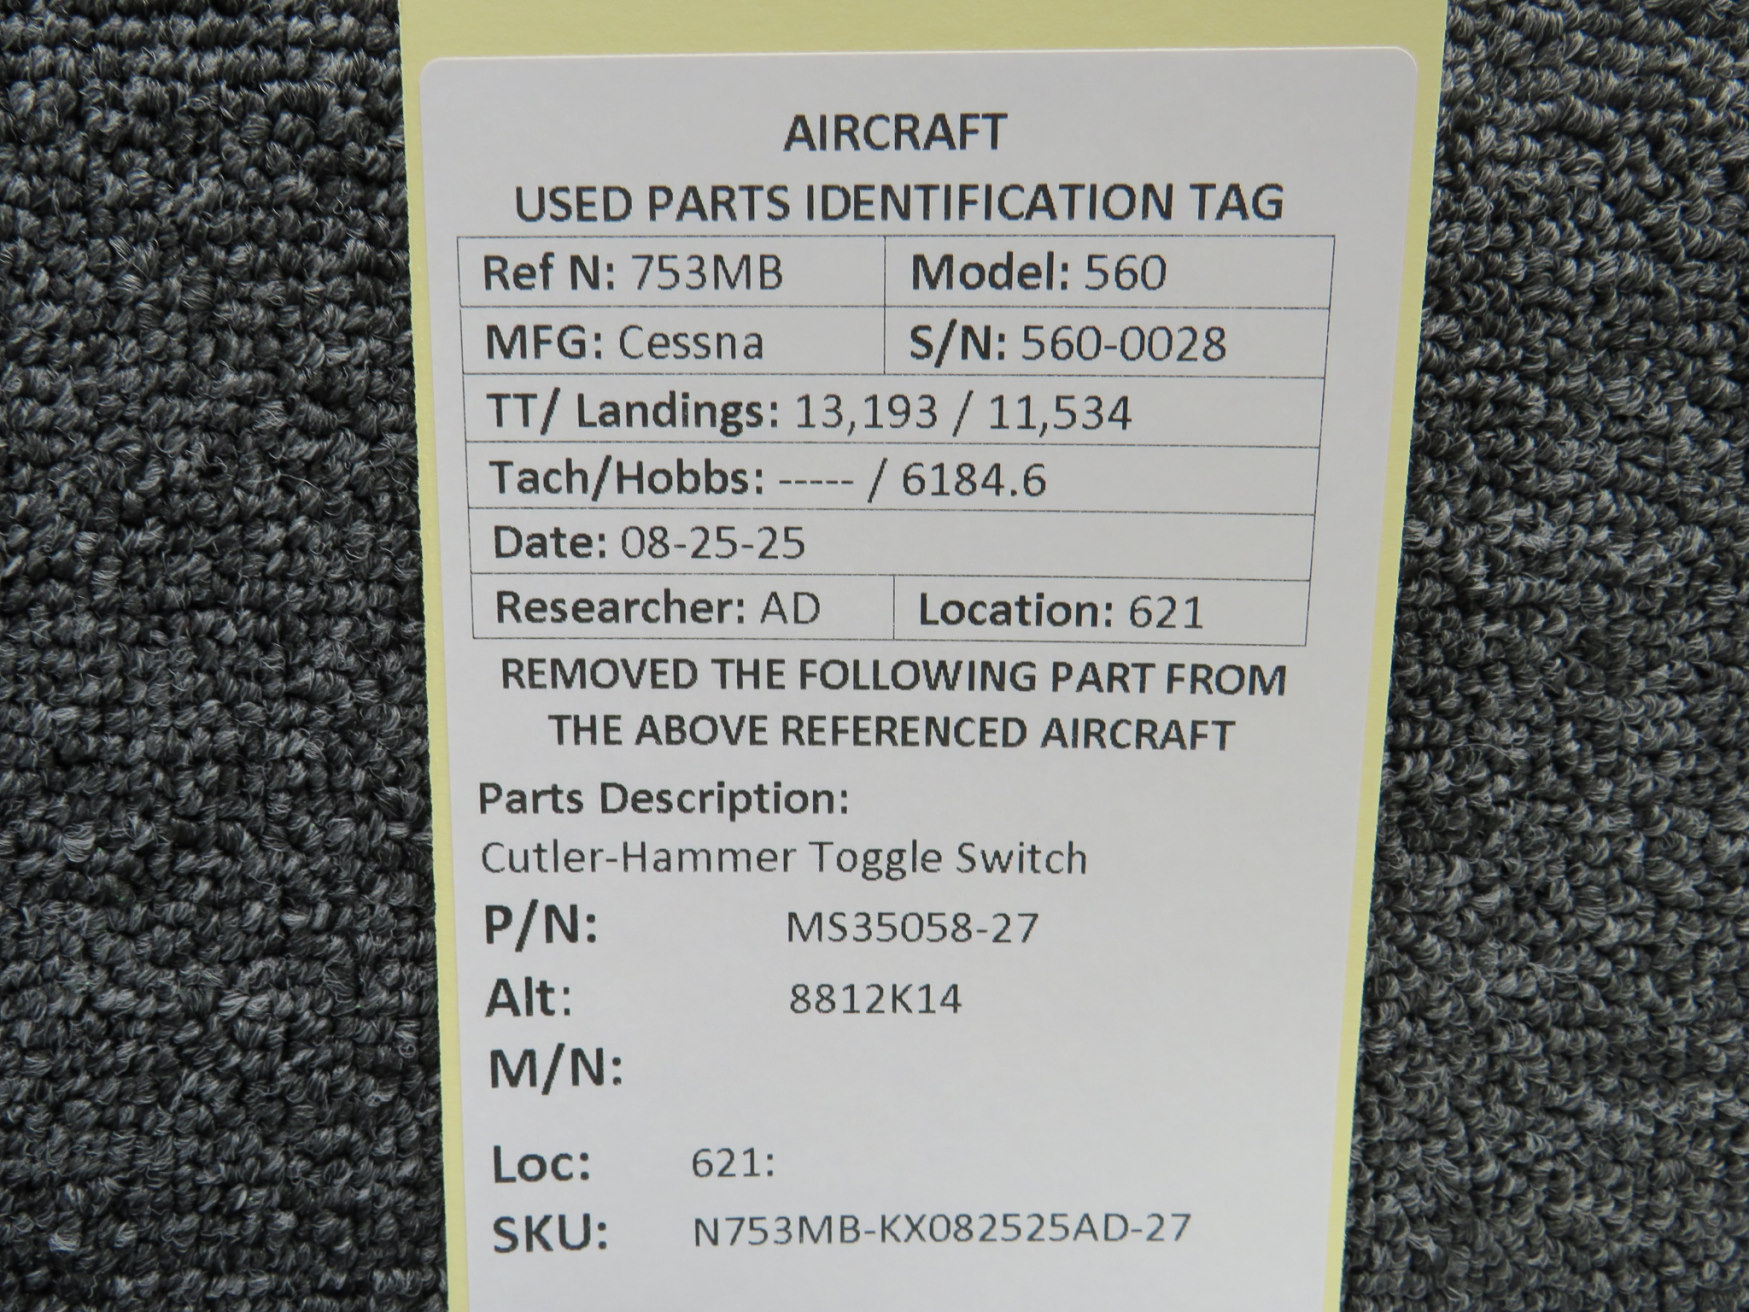 AIRCRAFT
USED PARTS IDENTIFICATION TAG
Ref N: 753MB Model: 560
MFG: Cessna S/N: 560-0028
TT/ Landings: 13,193 / 11,534
Tach/Hobbs: ----- / 6184.6
Date: 08-25-25
Researcher: AD Location: 621
REMOVED THE FOLLOWING PART FROM
THE ABOVE REFERENCED AIRCRAFT
Parts Description:
Cutler-Hammer Toggle Switch
P/N: MS35058-27
Alt: 8812K14
M/N:
Loc: 621:
SKU: N753MB-KX082525AD-27